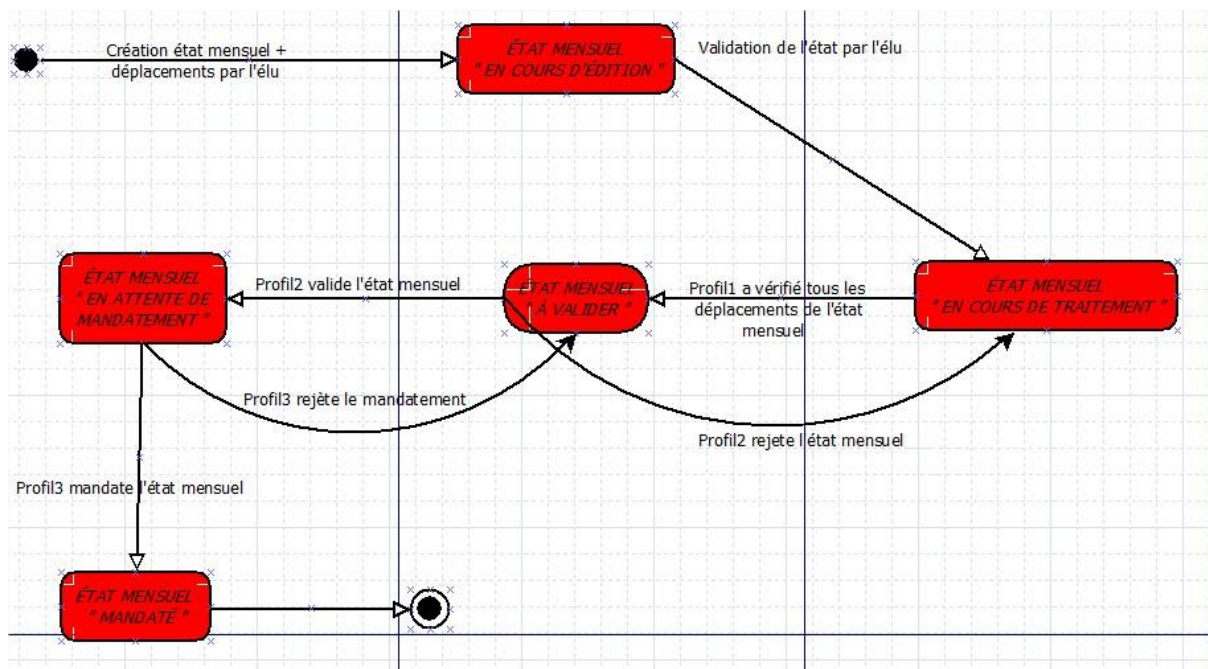 Création état mensuel +
déplacements par l'élu
ÉTAT MENSUEL
" EN COURS D'ÉDITION "
Validation de l'état par l'élu
ÉTAT MENSUEL
" EN ATTENTE DE
MANDATEMENT "
Profil2 valide l'état mensuel
ÉTAT MENSUEL
" À VALIDER "
Profil1 a vérifié tous les
déplacements de l'état
mensuel
ÉTAT MENSUEL
" EN COURS DE TRAITEMENT "
Profil3 rejète le mandatement
Profil2 rejete l'état mensuel
Profil3 mandate l'état mensuel
ÉTAT MENSUEL
" MANDATÉ "